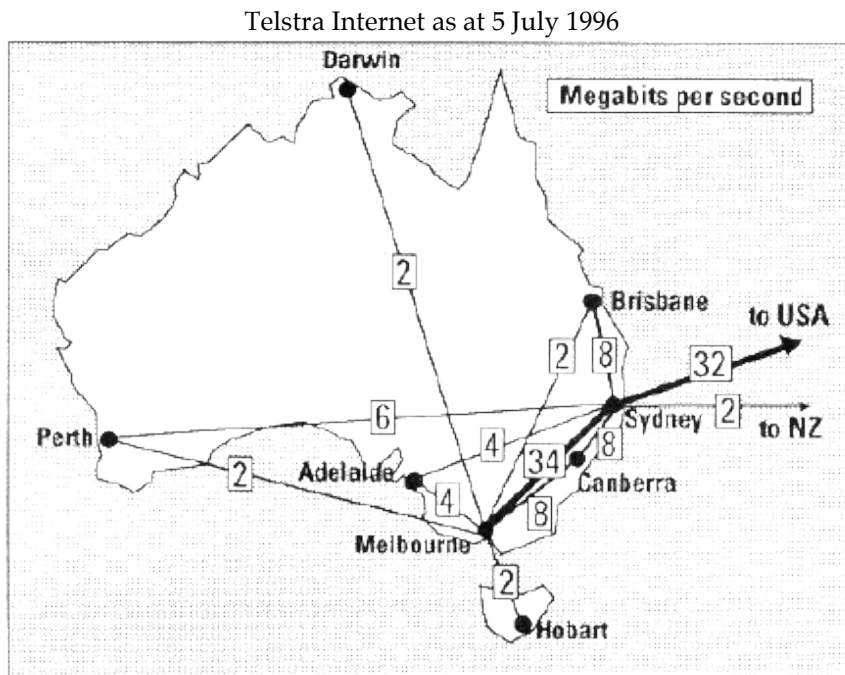 Telstra Internet as at 5 July 1996
Darwin
Megabits per second
2
Brisbane
to USA
2
8
32
6
Sydney
2
Perth
4
8
to NZ
34
Adelaide
2
Canberra
4
8
Melbourne
2
Hobart